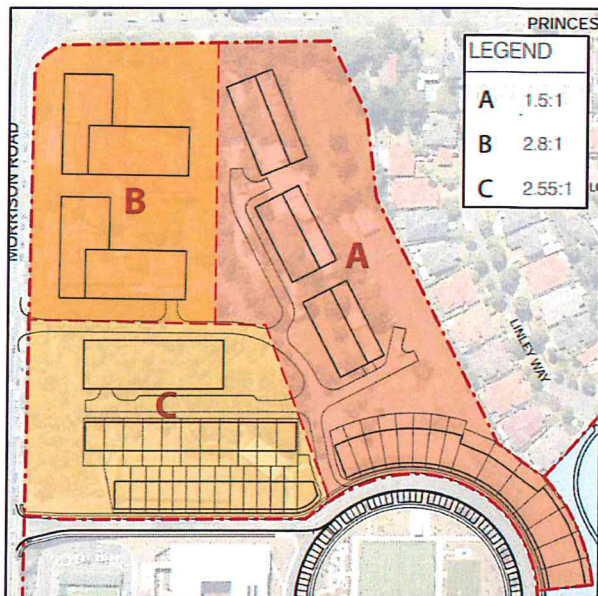 PRINCES
LEGEND
A 1.5:1
B 2.8:1
C 2.55:1
MORRISON ROAD
B
A
LINLEY WAY
C